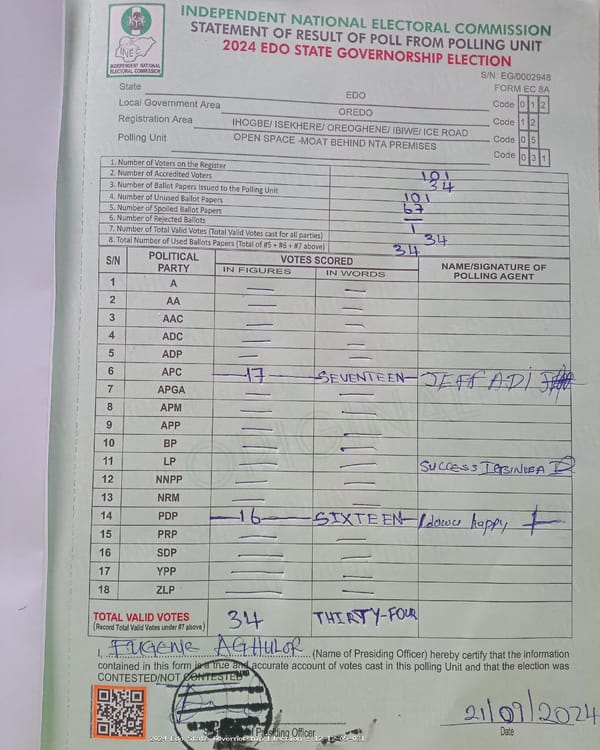 INDEPENDENT NATIONAL ELECTORAL COMMISSION
STATEMENT OF RESULT OF POLL FROM POLLING UNIT
2024 EDO STATE GOVERNORSHIP ELECTION
INEC
INDEPENDENT NATIONAL
ELECTORAL COMMISSION
S/N: EG/0002948
FORM EC 8A
State EDO Code 0 1 2
Local Government Area OREDO Code 1 2
Registration Area IHOGBE/ ISEKHERE/ OREOGHENE/ IBIWE/ ICE ROAD Code 0 5
Polling Unit OPEN SPACE -MOAT BEHIND NTA PREMISES Code 0 3 1
1. Number of Voters on the Register 101
2. Number of Accredited Voters 34
3. Number of Ballot Papers Issued to the Polling Unit 101
4. Number of Unused Ballot Papers 67
5. Number of Spoiled Ballot Papers —
6. Number of Rejected Ballots 1
7. Number of Total Valid Votes (Total Valid Votes cast for all parties) 34
8. Total Number of Used Ballots Papers (Total of #5 + #6 + #7 above) 34
S/N POLITICAL PARTY VOTES SCORED NAME/SIGNATURE OF POLLING AGENT
IN FIGURES IN WORDS
1 A — —
2 AA — —
3 AAC — —
4 ADC — —
5 ADP — —
6 APC —17— SEVENTEEN— JEFF ADI
7 APGA — —
8 APM — —
9 APP — —
10 BP — —
11 LP — — SUCCESS
12 NNPP — —
13 NRM — —
14 PDP —16— SIXTEEN— happy
15 PRP — —
16 SDP — —
17 YPP — —
18 ZLP — —
TOTAL VALID VOTES 34 THIRTY-FOUR
(Record Total Valid Votes under #7 above)
I, EUGENE AGHULOR (Name of Presiding Officer) hereby certify that the information
contained in this form is a true and accurate account of votes cast in this polling Unit and that the election was
CONTESTED/NOT CONTESTED
21/09/2024
Presiding Officer Date
ORIGINAL
2024 Edo State Governorship Election - 12-12-05-031